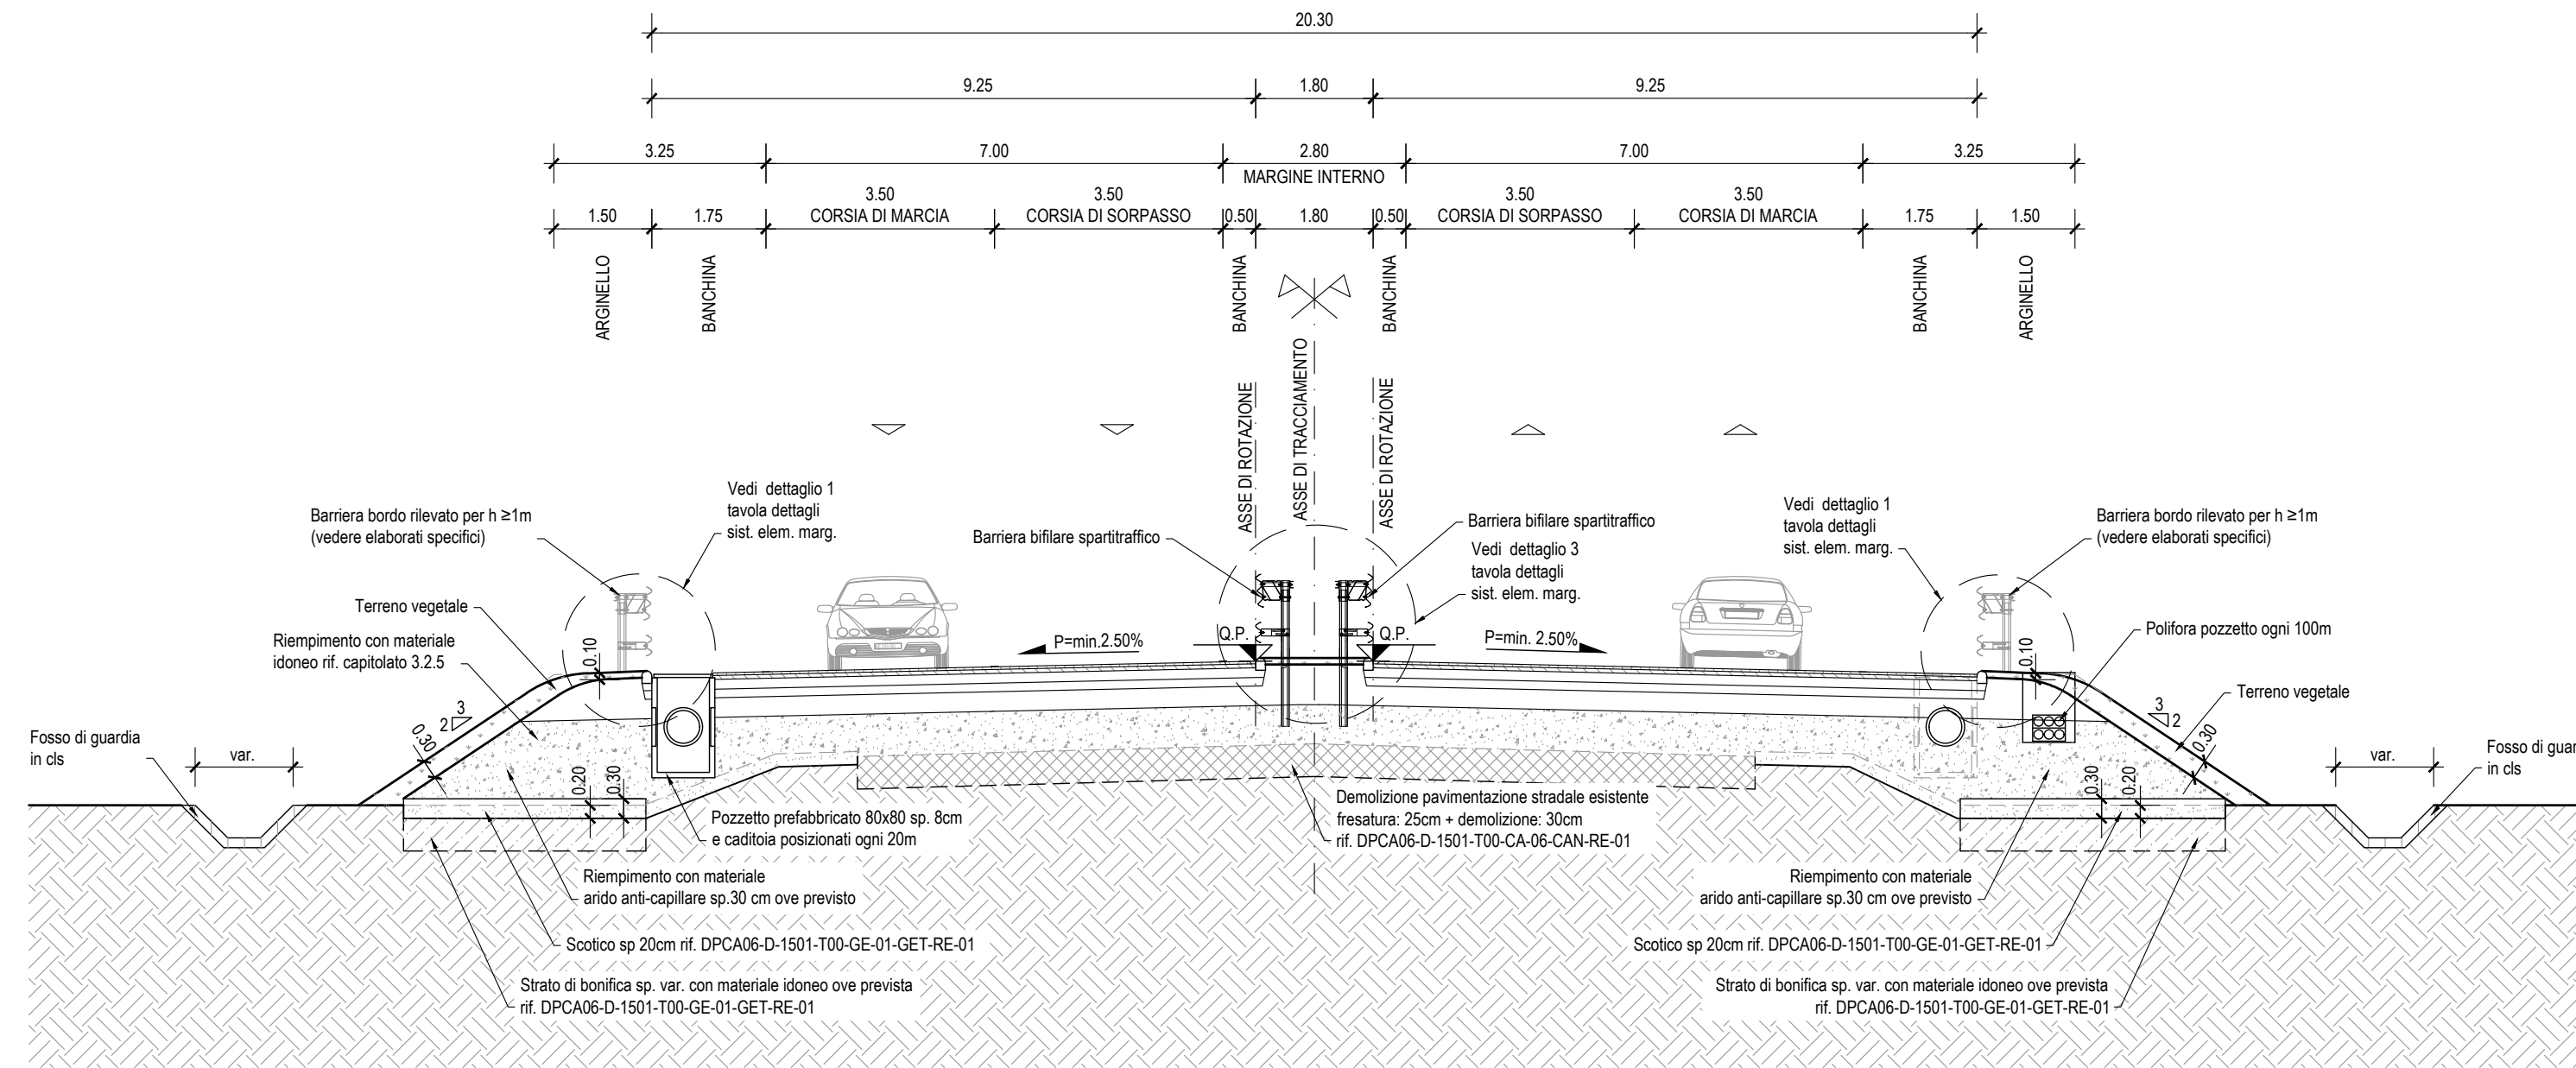 20.30
9.25 1.80 9.25
3.25 7.00 2.80 7.00 3.25
MARGINE INTERNO
3.50 3.50 3.50 3.50
1.50 1.75 CORSIA DI MARCIA CORSIA DI SORPASSO 0.50 1.80 0.50 CORSIA DI SORPASSO CORSIA DI MARCIA 1.75 1.50
ARGINELLO
BANCHINA
BANCHINA
BANCHINA
BANCHINA
ARGINELLO
ASSE DI ROTAZIONE
ASSE DI TRACCIAMENTO
ASSE DI ROTAZIONE
Vedi dettaglio 1
tavola dettagli
sist. elem. marg.
Barriera bordo rilevato per h ≥1m
(vedere elaborati specifici)
Barriera bifilare spartitraffico
Barriera bifilare spartitraffico
Vedi dettaglio 3
tavola dettagli
sist. elem. marg.
Vedi dettaglio 1
tavola dettagli
sist. elem. marg.
Barriera bordo rilevato per h ≥1m
(vedere elaborati specifici)
Terreno vegetale
Riempimento con materiale
idoneo rif. capitolato 3.2.5
0.10
P=min.2.50%
Q.P.
Q.P.
P=min. 2.50%
0.10
Polifora pozzetto ogni 100m
Terreno vegetale
3
2
3
2
0.30
0.30
Fosso di guardia
in cls
var.
0.20
0.30
0.30
0.20
var.
Fosso di guar
in cls
Pozzetto prefabbricato 80x80 sp. 8cm
e caditoia posizionati ogni 20m
Demolizione pavimentazione stradale esistente
fresatura: 25cm + demolizione: 30cm
rif. DPCA06-D-1501-T00-CA-06-CAN-RE-01
Riempimento con materiale
arido anti-capillare sp.30 cm ove previsto
Riempimento con materiale
arido anti-capillare sp.30 cm ove previsto
Scotico sp 20cm rif. DPCA06-D-1501-T00-GE-01-GET-RE-01
Scotico sp 20cm rif. DPCA06-D-1501-T00-GE-01-GET-RE-01
Strato di bonifica sp. var. con materiale idoneo ove prevista
rif. DPCA06-D-1501-T00-GE-01-GET-RE-01
Strato di bonifica sp. var. con materiale idoneo ove prevista
rif. DPCA06-D-1501-T00-GE-01-GET-RE-01